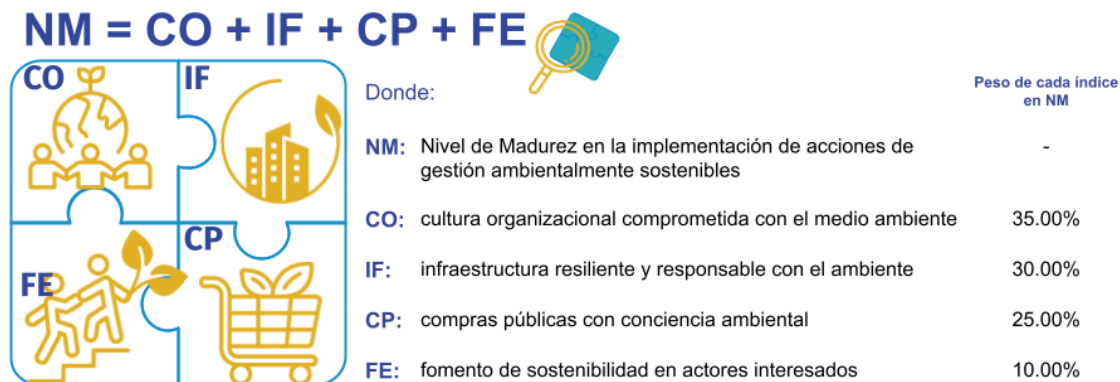 NM = CO + IF + CP + FE
CO
IF
FE
CP
Donde:
Peso de cada índice
en NM
NM: Nivel de Madurez en la implementación de acciones de
gestión ambientalmente sostenibles
-
CO: cultura organizacional comprometida con el medio ambiente 35.00%
IF: infraestructura resiliente y responsable con el ambiente 30.00%
CP: compras públicas con conciencia ambiental 25.00%
FE: fomento de sostenibilidad en actores interesados 10.00%